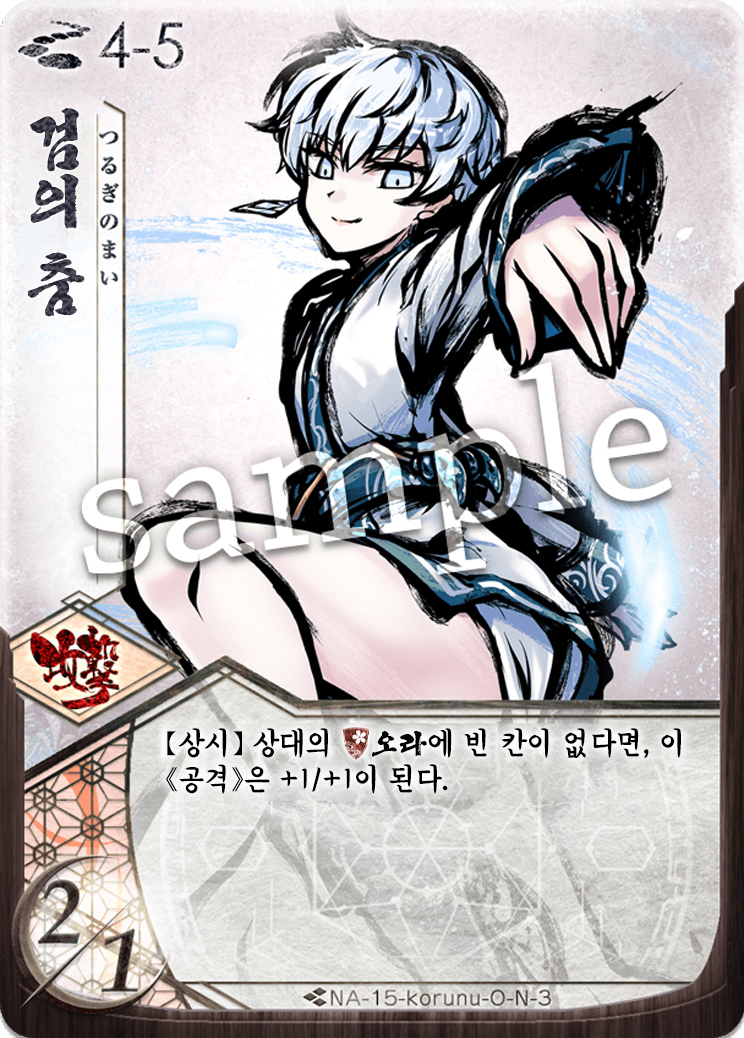 4-5
검의 춤
つるぎのまい
sample
攻撃
【상시】 상대의 오라에 빈 칸이 없다면, 이
《공격》은 +1/+1이 된다.
2/1
NA-15-korunu-O-N-3